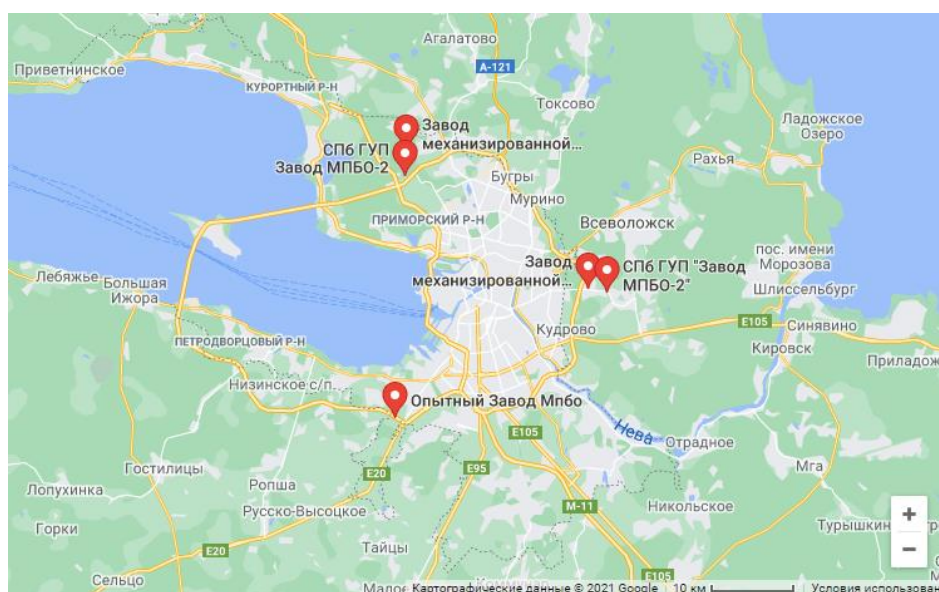 Агалатово
Приветнинское
А-121
КУРОРТНЫЙ Р-Н
Токсово
Ладожское
Озеро
Завод
механизированной...
СПб ГУП
Завод МПБО-2
Рахья
Бугры
Мурино
ПРИМОРСКИЙ Р-Н
Всеволожск
пос. имени
Морозова
Завод
механизированной...
СПб ГУП "Завод
МПБО-2"
Лебяжье
Большая
Ижора
Шлиссельбург
E105
Синявино
Кудрово
ПЕТРОДВОРЦОВЫЙ Р-Н
Кировск
Приладож
Низинское с/п.
Опытный Завод Мпбо
E105
Нева
Отрадное
Гостилицы
E20
E95
Мга
Лопухинка
Ропша
М-11
Никольское
Русско-Высоцкое
Горки
Турышкин
E20
Тайцы
Сельцо
E105
Картографические данные © 2021 Google
10 км
Условия использован
+
−